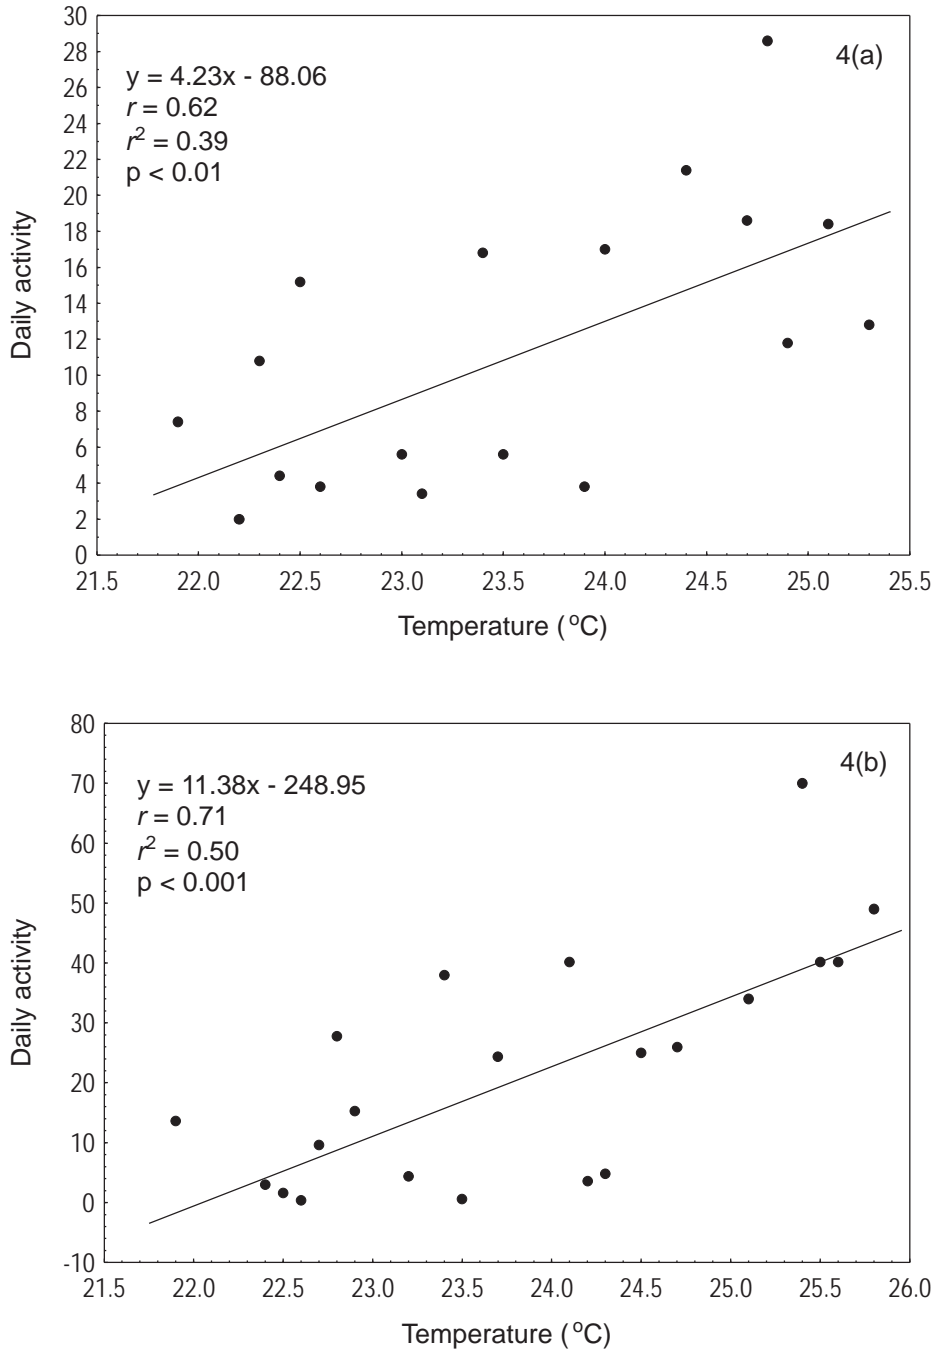 4(a)
y = 4.23x - 88.06
r = 0.62
r² = 0.39
p < 0.01
Daily activity
30
28
26
24
22
20
18
16
14
12
10
8
6
4
2
0
21.5 22.0 22.5 23.0 23.5 24.0 24.5 25.0 25.5
Temperature (°C)
4(b)
y = 11.38x - 248.95
r = 0.71
r² = 0.50
p < 0.001
Daily activity
80
70
60
50
40
30
20
10
0
-10
21.5 22.0 22.5 23.0 23.5 24.0 24.5 25.0 25.5 26.0
Temperature (°C)